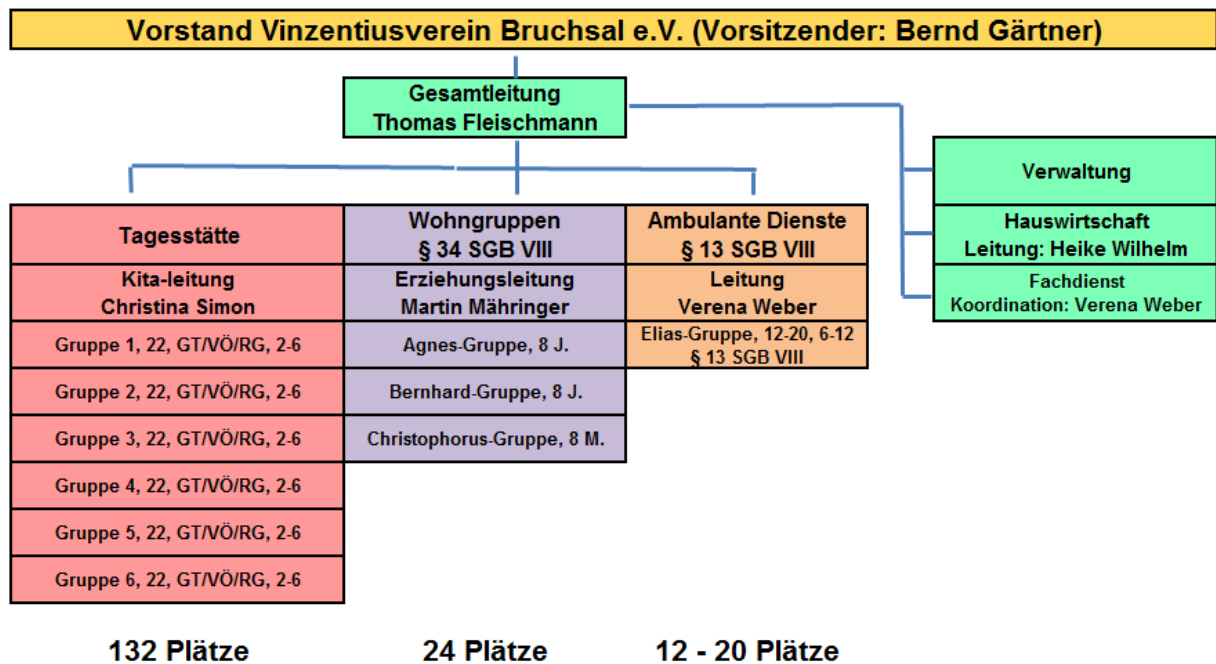 Vorstand Vinzentiusverein Bruchsal e.V. (Vorsitzender: Bernd Gärtner)
Gesamtleitung
Thomas Fleischmann
Verwaltung
Hauswirtschaft
Leitung: Heike Wilhelm
Fachdienst
Koordination: Verena Weber
Tagesstätte
Kita-leitung
Christina Simon
Gruppe 1, 22, GT/VÖ/RG, 2-6
Gruppe 2, 22, GT/VÖ/RG, 2-6
Gruppe 3, 22, GT/VÖ/RG, 2-6
Gruppe 4, 22, GT/VÖ/RG, 2-6
Gruppe 5, 22, GT/VÖ/RG, 2-6
Gruppe 6, 22, GT/VÖ/RG, 2-6
132 Plätze
Wohngruppen
§ 34 SGB VIII
Erziehungsleitung
Martin Mähringer
Agnes-Gruppe, 8 J.
Bernhard-Gruppe, 8 J.
Christophorus-Gruppe, 8 M.
24 Plätze
Ambulante Dienste
§ 13 SGB VIII
Leitung
Verena Weber
Elias-Gruppe, 12-20, 6-12
§ 13 SGB VIII
12 - 20 Plätze